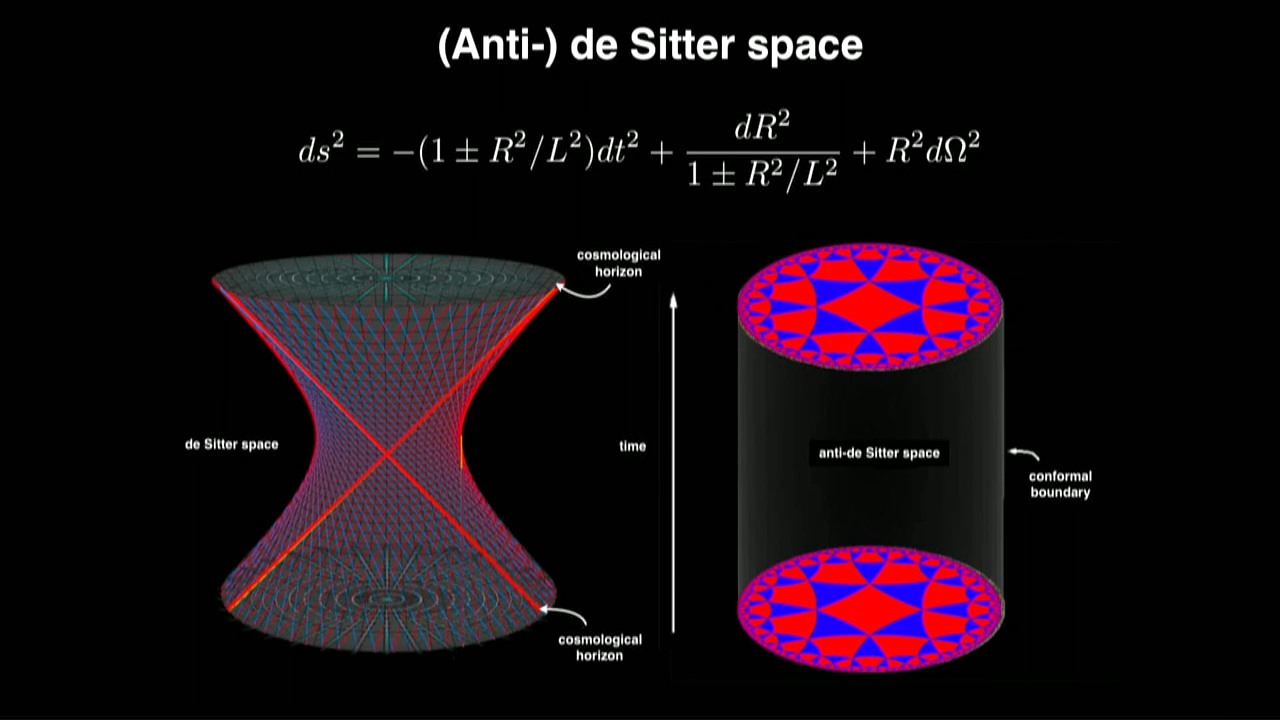 (Anti-) de Sitter space
ds² = −(1 ± R²/L²)dt² + dR²/(1 ± R²/L²) + R²dΩ²
cosmological
horizon
de Sitter space
time
anti-de Sitter space
conformal
boundary
cosmological
horizon